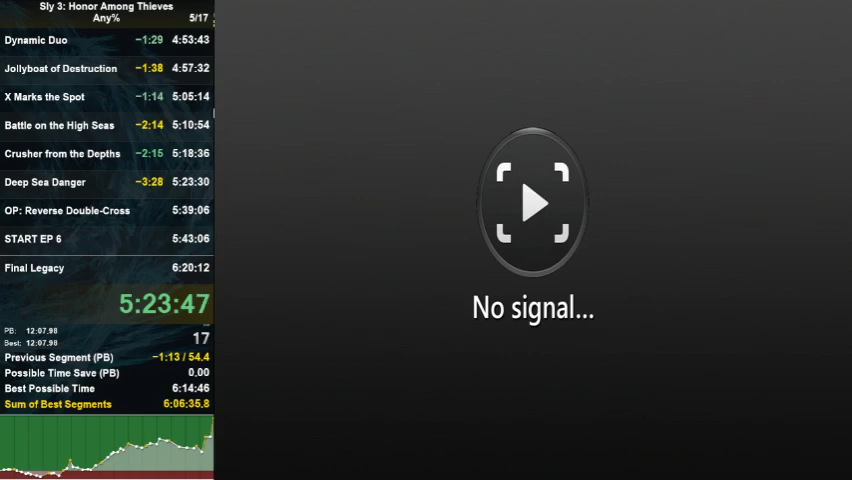 Sly 3: Honor Among Thieves
Any% 5/17
Dynamic Duo −1:29 4:53:43
Jollyboat of Destruction −1:38 4:57:32
X Marks the Spot −1:14 5:05:14
Battle on the High Seas −2:14 5:10:54
Crusher from the Depths −2:15 5:18:36
Deep Sea Danger −3:28 5:23:30
OP: Reverse Double-Cross 5:39:06
START EP 6 5:43:06
Final Legacy 6:20:12
5:23:47
PB: 12:07.98
Best: 12:07.98
17
Previous Segment (PB) −1:13 / 54.4
Possible Time Save (PB) 0.00
Best Possible Time 6:14:46
Sum of Best Segments 6:06:35.8
No signal...